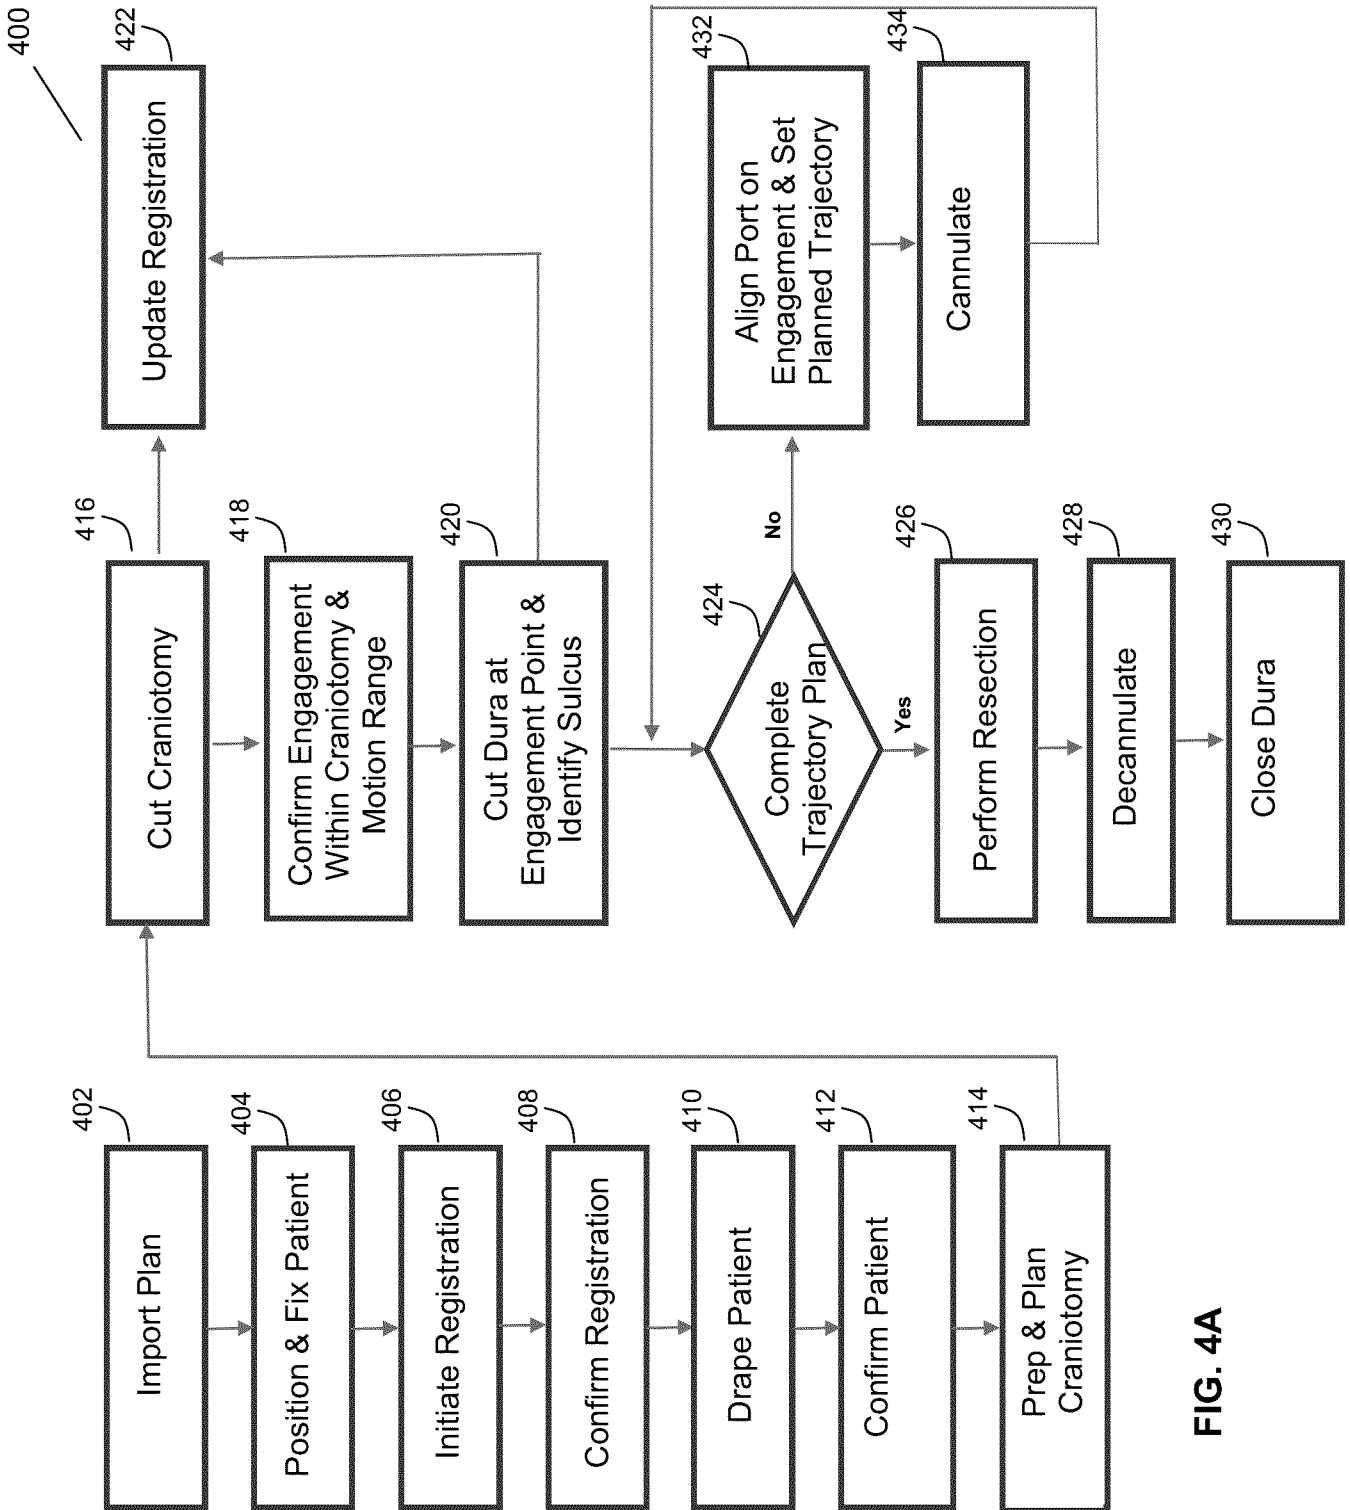 400
402
Import Plan
404
Position & Fix Patient
406
Initiate Registration
408
Confirm Registration
410
Drape Patient
412
Confirm Patient
414
Prep & Plan
Craniotomy
416
Cut Craniotomy
418
Confirm Engagement
Within Craniotomy &
Motion Range
420
Cut Dura at
Engagement Point &
Identify Sulcus
422
Update Registration
424
Complete
Trajectory Plan
No
Yes
426
Perform Resection
428
Decannulate
430
Close Dura
432
Align Port on
Engagement & Set
Planned Trajectory
434
Cannulate
FIG. 4A